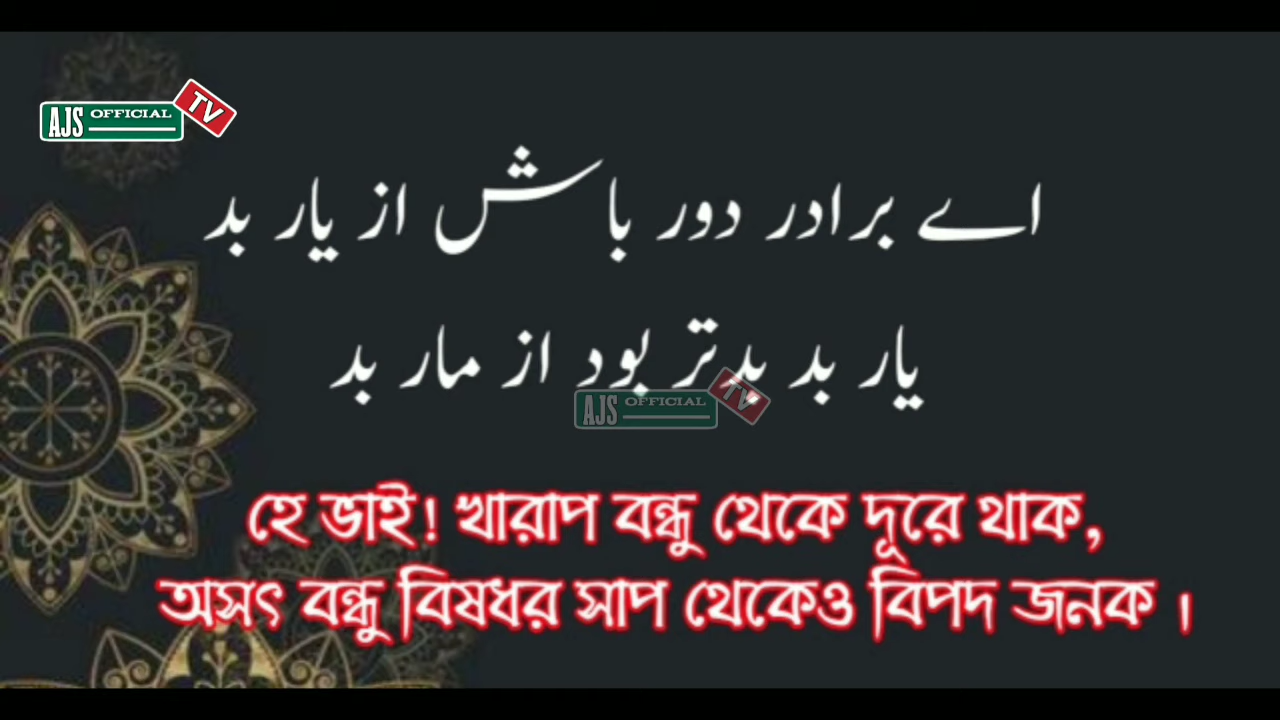 AJS OFFICIAL TV
اے برادر دور باش از یار بد
یار بد بدتر بود از مار بد
AJS OFFICIAL TV
হে ভাই! খারাপ বন্ধু থেকে দূরে থাক,
অসৎ বন্ধু বিষধর সাপ থেকেও বিপদ জনক।